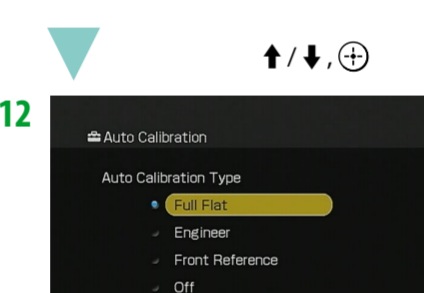 ↑ / ↓ ,
12
Auto Calibration
Auto Calibration Type
Full Flat
Engineer
Front Reference
Off